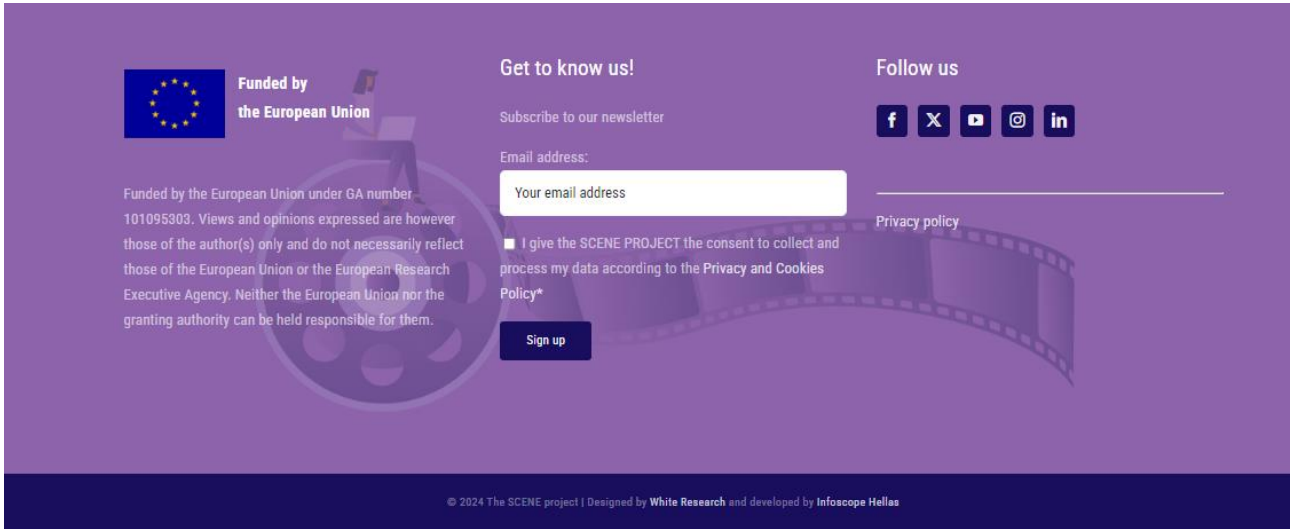 Funded by
the European Union
Funded by the European Union under GA number
101095303. Views and opinions expressed are however
those of the author(s) only and do not necessarily reflect
those of the European Union or the European Research
Executive Agency. Neither the European Union nor the
granting authority can be held responsible for them.
Get to know us!
Subscribe to our newsletter
Email address:
Your email address
I give the SCENE PROJECT the consent to collect and
process my data according to the Privacy and Cookies
Policy*
Sign up
Follow us
Privacy policy
© 2024 The SCENE project | Designed by White Research and developed by Infoscope Hellas